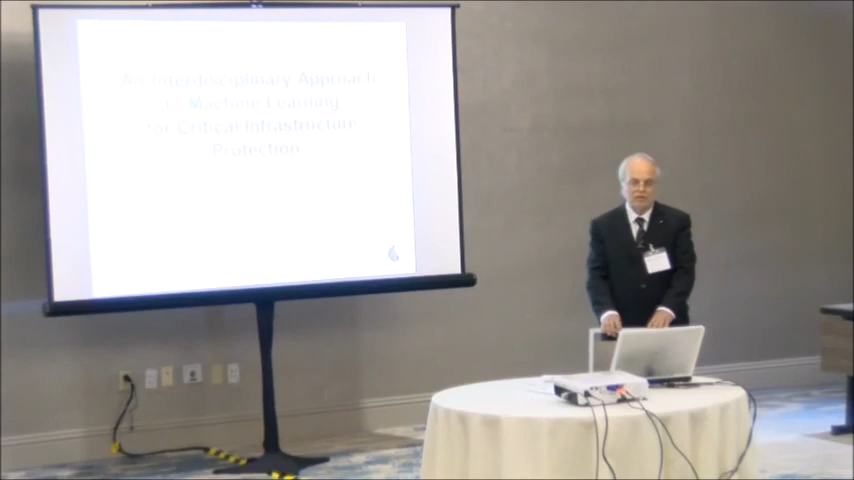 An Interdisciplinary Approach
to Machine Learning
for Critical Infrastructure
Protection